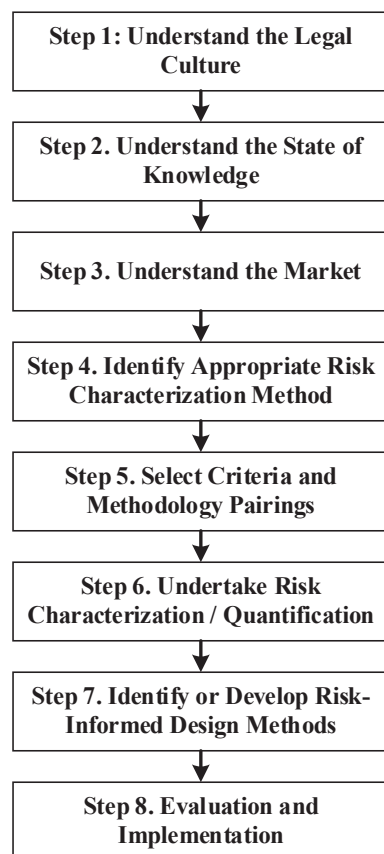 Step 1: Understand the Legal
Culture
Step 2. Understand the State of
Knowledge
Step 3. Understand the Market
Step 4. Identify Appropriate Risk
Characterization Method
Step 5. Select Criteria and
Methodology Pairings
Step 6. Undertake Risk
Characterization / Quantification
Step 7. Identify or Develop Risk-
Informed Design Methods
Step 8. Evaluation and
Implementation